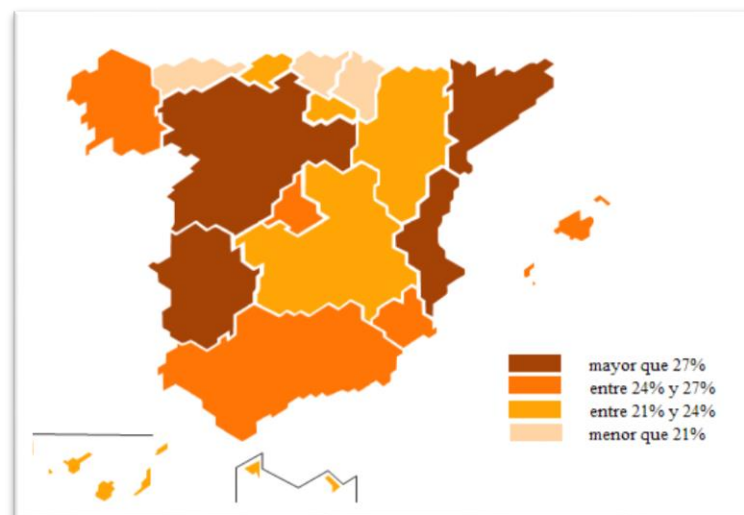 mayor que 27%
entre 24% y 27%
entre 21% y 24%
menor que 21%